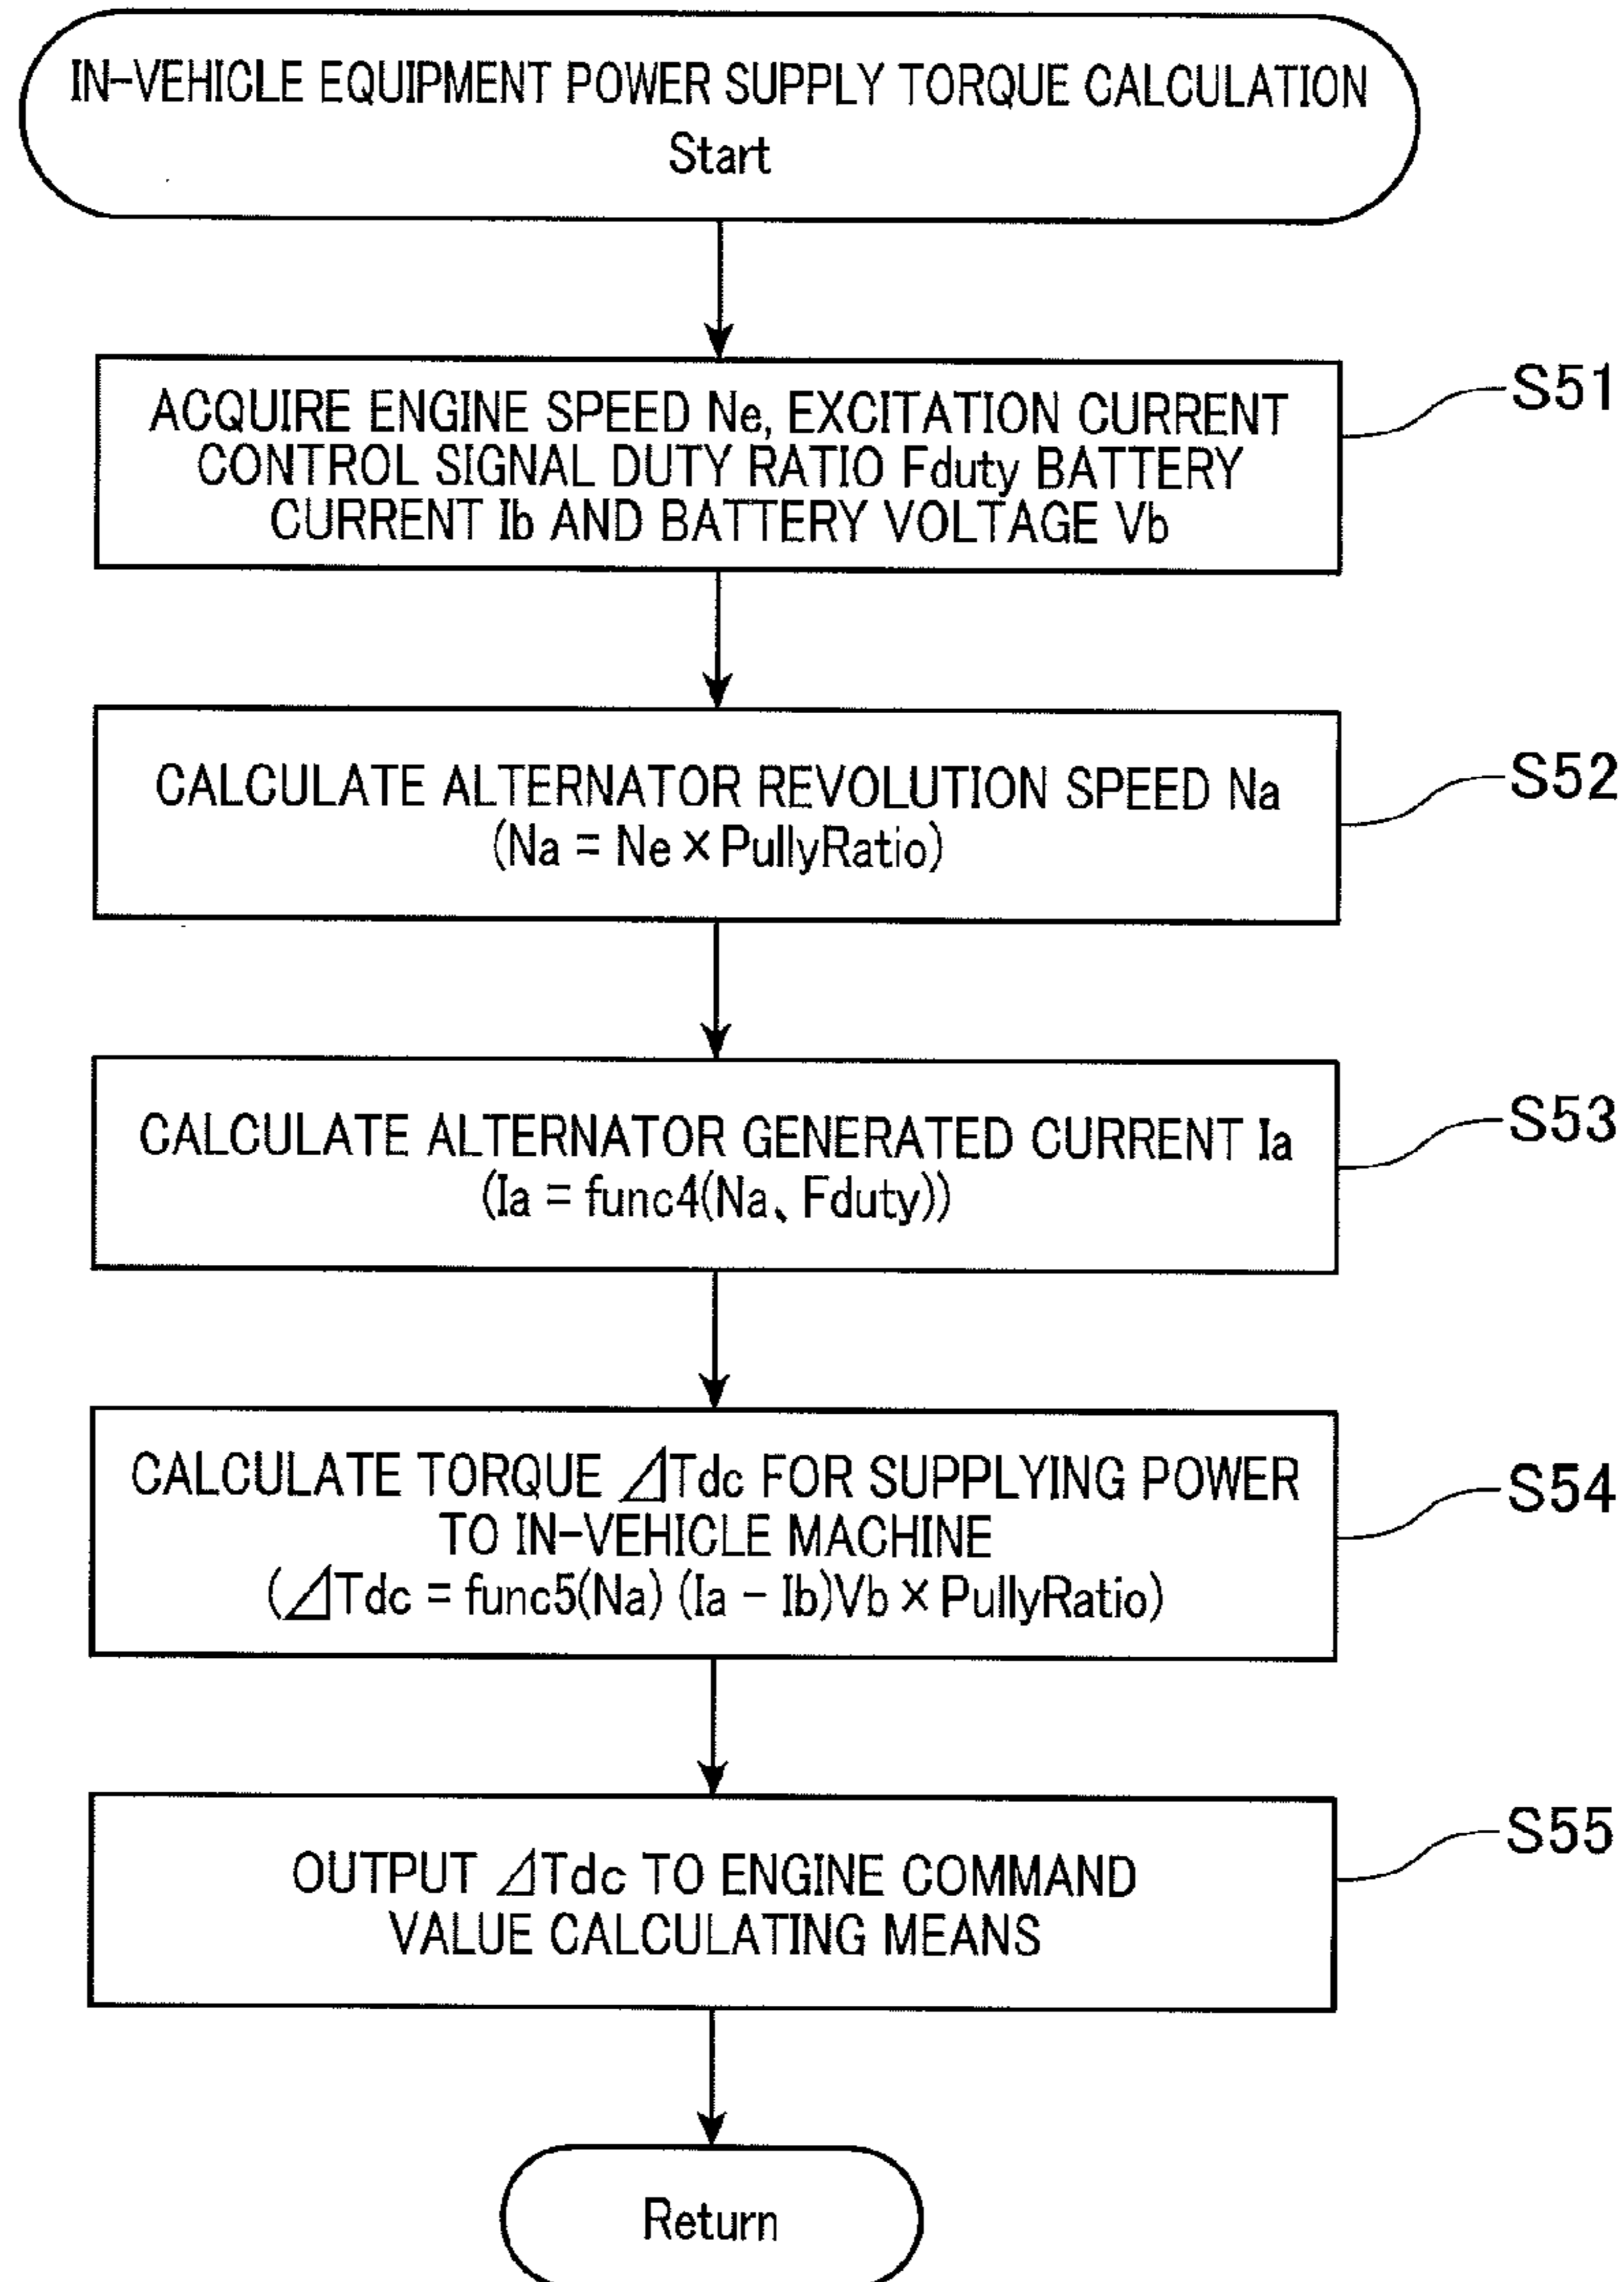 IN-VEHICLE EQUIPMENT POWER SUPPLY TORQUE CALCULATION
Start
ACQUIRE ENGINE SPEED Ne, EXCITATION CURRENT
CONTROL SIGNAL DUTY RATIO Fduty BATTERY
CURRENT Ib AND BATTERY VOLTAGE Vb
S51
CALCULATE ALTERNATOR REVOLUTION SPEED Na
(Na = Ne × PullyRatio)
S52
CALCULATE ALTERNATOR GENERATED CURRENT Ia
(Ia = func4(Na、Fduty))
S53
CALCULATE TORQUE ⊿Tdc FOR SUPPLYING POWER
TO IN-VEHICLE MACHINE
(⊿Tdc = func5(Na) (Ia - Ib)Vb × PullyRatio)
S54
OUTPUT ⊿Tdc TO ENGINE COMMAND
VALUE CALCULATING MEANS
S55
Return